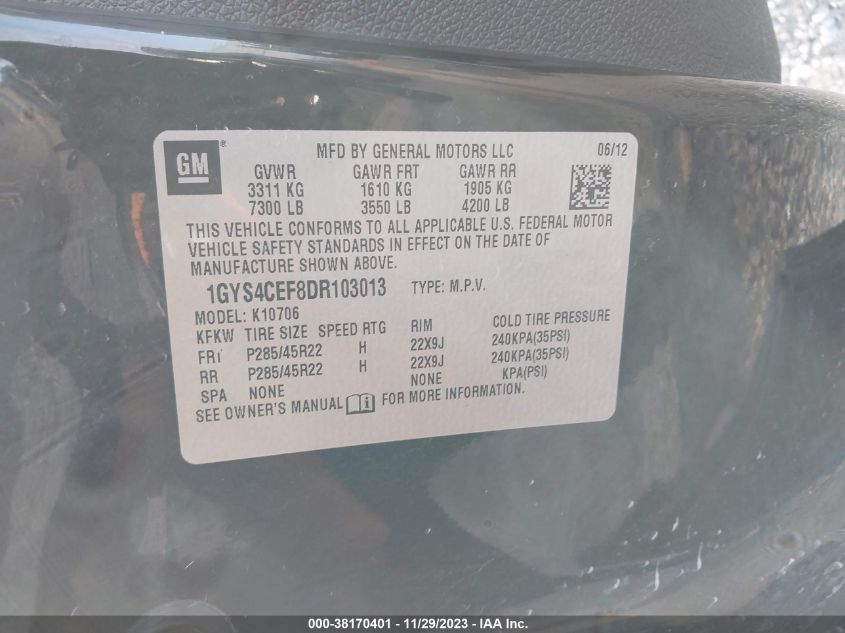 GM ®
MFD BY GENERAL MOTORS LLC 06/12
GVWR GAWR FRT GAWR RR
3311 KG 1610 KG 1905 KG
7300 LB 3550 LB 4200 LB
THIS VEHICLE CONFORMS TO ALL APPLICABLE U.S. FEDERAL MOTOR
VEHICLE SAFETY STANDARDS IN EFFECT ON THE DATE OF
MANUFACTURE SHOWN ABOVE.
1GYS4CEF8DR103013 TYPE: M.P.V.
MODEL: K10706
KFKW TIRE SIZE SPEED RTG RIM COLD TIRE PRESSURE
FRT P285/45R22 H 22X9J 240KPA(35PSI)
RR P285/45R22 H 22X9J 240KPA(35PSI)
SPA NONE NONE KPA(PSI)
SEE OWNER'S MANUAL FOR MORE INFORMATION.
000-38170401 - 11/29/2023 - IAA Inc.